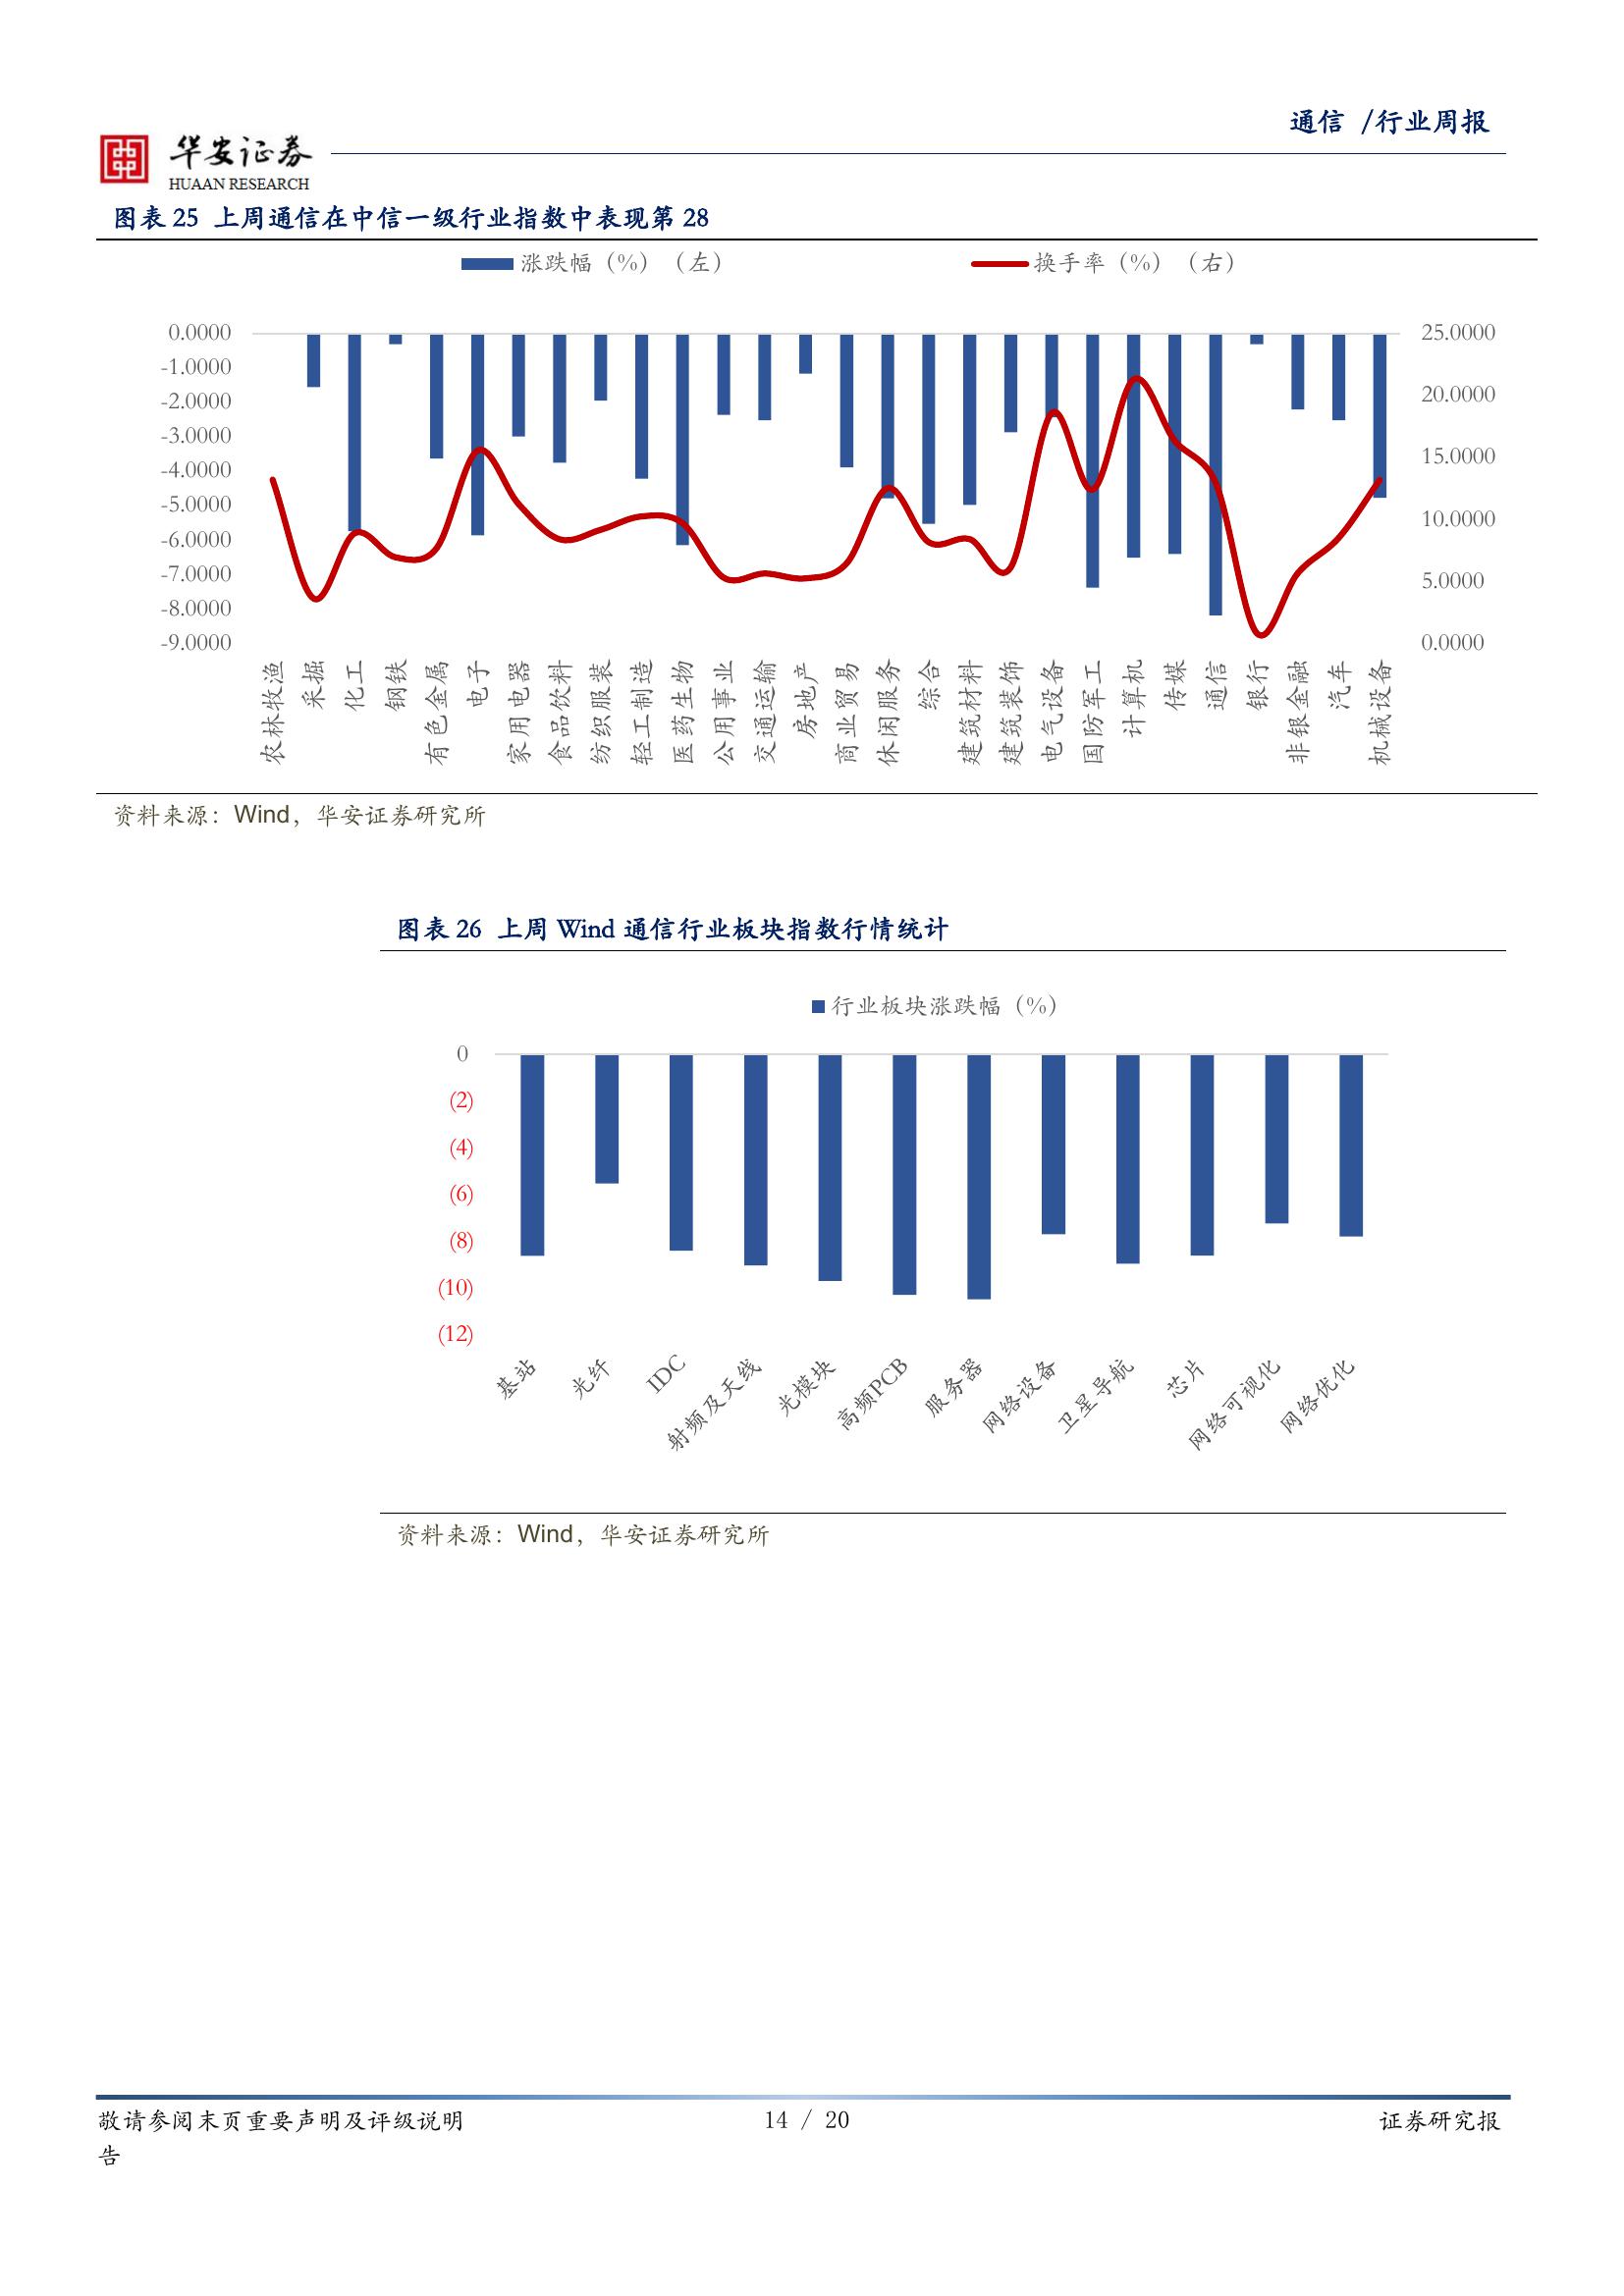 通信 /行业周报
华安证券
HUAAN RESEARCH
图表 25 上周通信在中信一级行业指数中表现第 28
涨跌幅（%）（左）
换手率（%）（右）
0.0000
-1.0000
-2.0000
-3.0000
-4.0000
-5.0000
-6.0000
-7.0000
-8.0000
-9.0000
25.0000
20.0000
15.0000
10.0000
5.0000
0.0000
农林牧渔
采掘
化工
钢铁
有色金属
电子
家用电器
食品饮料
纺织服装
轻工制造
医药生物
公用事业
交通运输
房地产
商业贸易
休闲服务
综合
建筑材料
建筑装饰
电气设备
国防军工
计算机
传媒
通信
银行
非银金融
汽车
机械设备
资料来源：Wind，华安证券研究所
图表 26 上周 Wind 通信行业板块指数行情统计
行业板块涨跌幅（%）
0
(2)
(4)
(6)
(8)
(10)
(12)
基站
光纤
IDC
射频及天线
光模块
高频PCB
服务器
网络设备
卫星导航
芯片
网络可视化
网络优化
资料来源：Wind，华安证券研究所
敬请参阅末页重要声明及评级说明 14 / 20 证券研究报
告